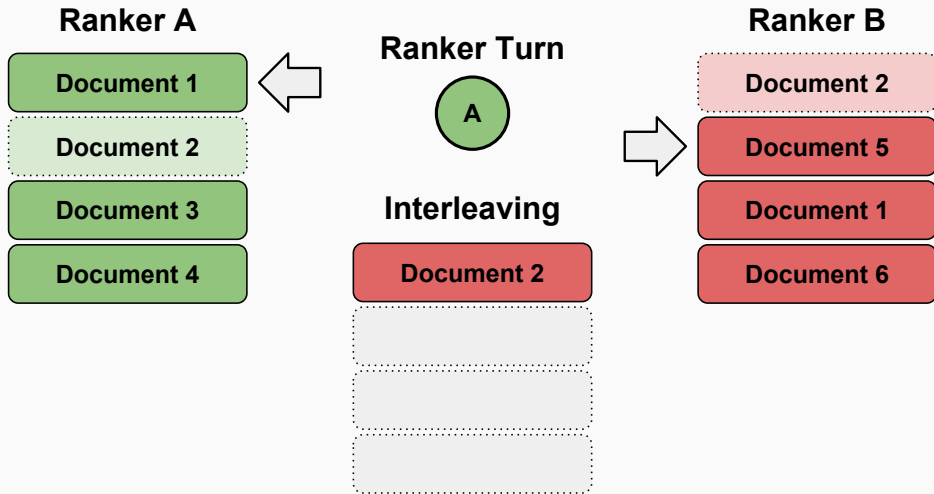 Ranker A
Document 1
Document 2
Document 3
Document 4
Ranker Turn
A
Interleaving
Document 2
Ranker B
Document 2
Document 5
Document 1
Document 6